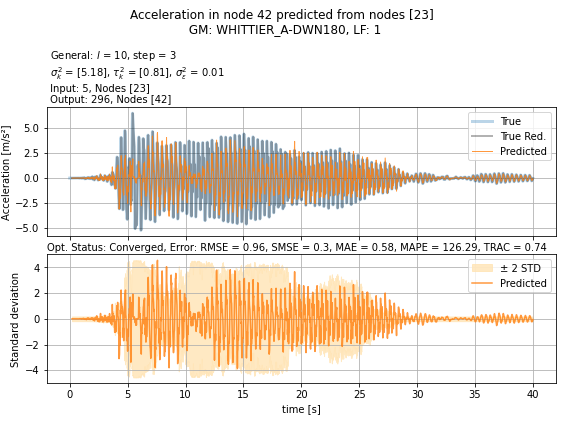 Acceleration in node 42 predicted from nodes [23]
GM: WHITTIER_A-DWN180, LF: 1
General: l = 10, step = 3
σ²ₖ = [5.18], τ²ₖ = [0.81], σ²ε = 0.01
Input: 5, Nodes [23]
Output: 296, Nodes [42]
Acceleration [m/s²]
5.0
2.5
0.0
−2.5
−5.0
True
True Red.
Predicted
Opt. Status: Converged, Error: RMSE = 0.96, SMSE = 0.3, MAE = 0.58, MAPE = 126.29, TRAC = 0.74
Standard deviation
4
2
0
−2
−4
± 2 STD
Predicted
0 5 10 15 20 25 30 35 40
time [s]